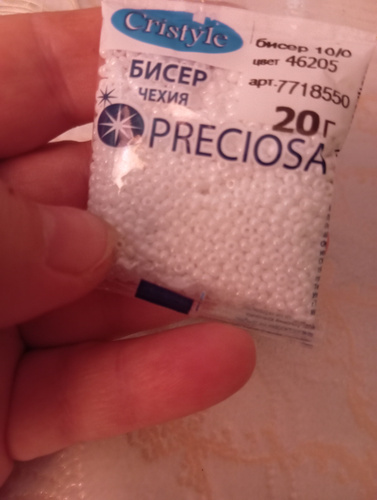 Cristyle
бисер 10/0
цвет 46205
арт.7718550
БИСЕР
ЧЕХИЯ
20г
PRECIOSA